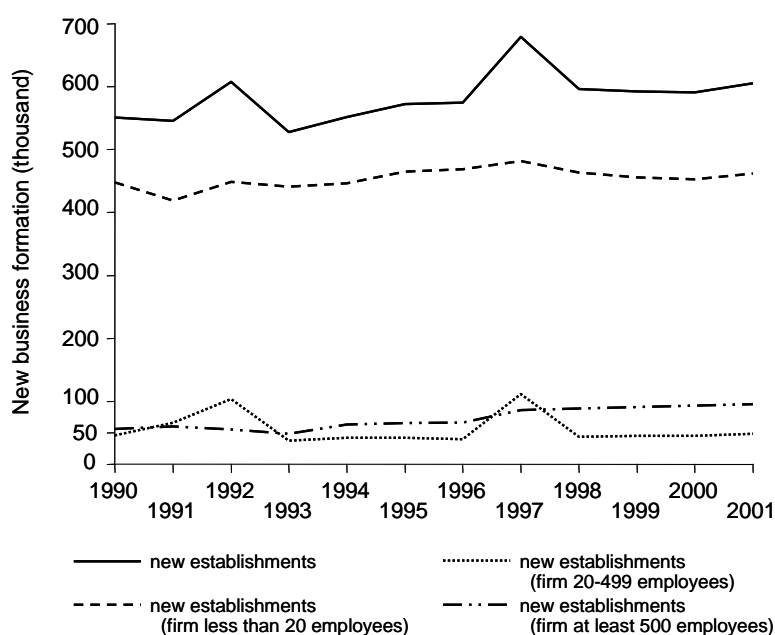 New business formation (thousand)
700
600
500
400
300
200
100
50
0
1990
1991
1992
1993
1994
1995
1996
1997
1998
1999
2000
2001
new establishments
new establishments
(firm less than 20 employees)
new establishments
(firm 20-499 employees)
new establishments
(firm at least 500 employees)